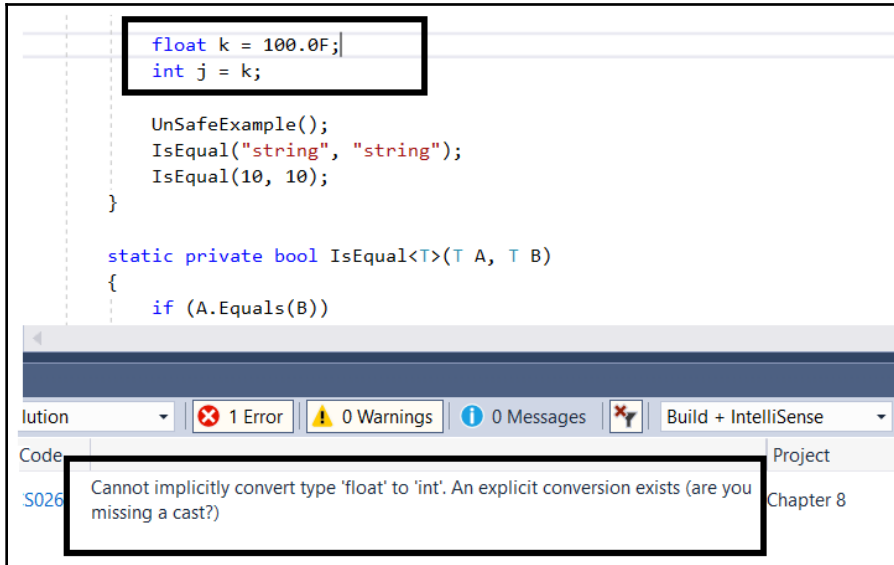 float k = 100.0F;
int j = k;
UnSafeExample();
IsEqual("string", "string");
IsEqual(10, 10);
}
static private bool IsEqual<T>(T A, T B)
{
if (A.Equals(B))
lution 1 Error 0 Warnings 0 Messages Build + IntelliSense
Code Project
S026 Cannot implicitly convert type 'float' to 'int'. An explicit conversion exists (are you Chapter 8
missing a cast?)